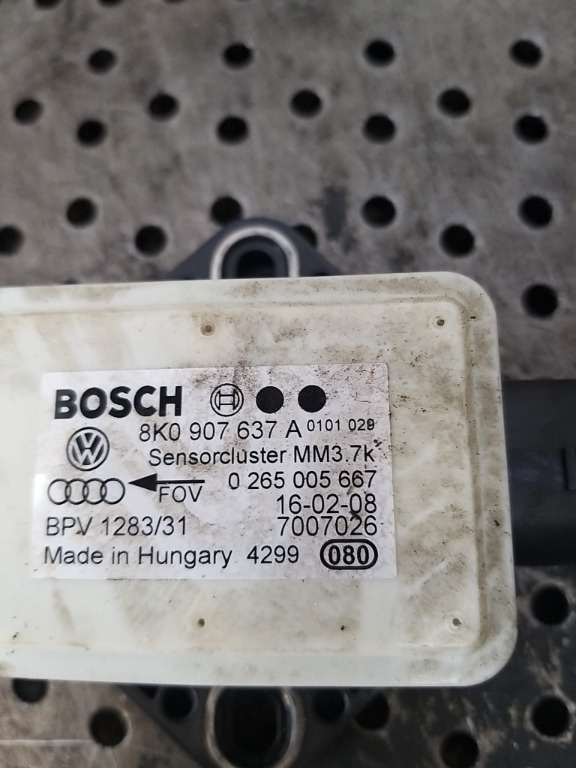 BOSCH
8K0 907 637 A 0101 029
Sensorcluster MM3.7k
FOV 0 265 005 667
16-02-08
BPV 1283/31 7007026
Made in Hungary 4299 080